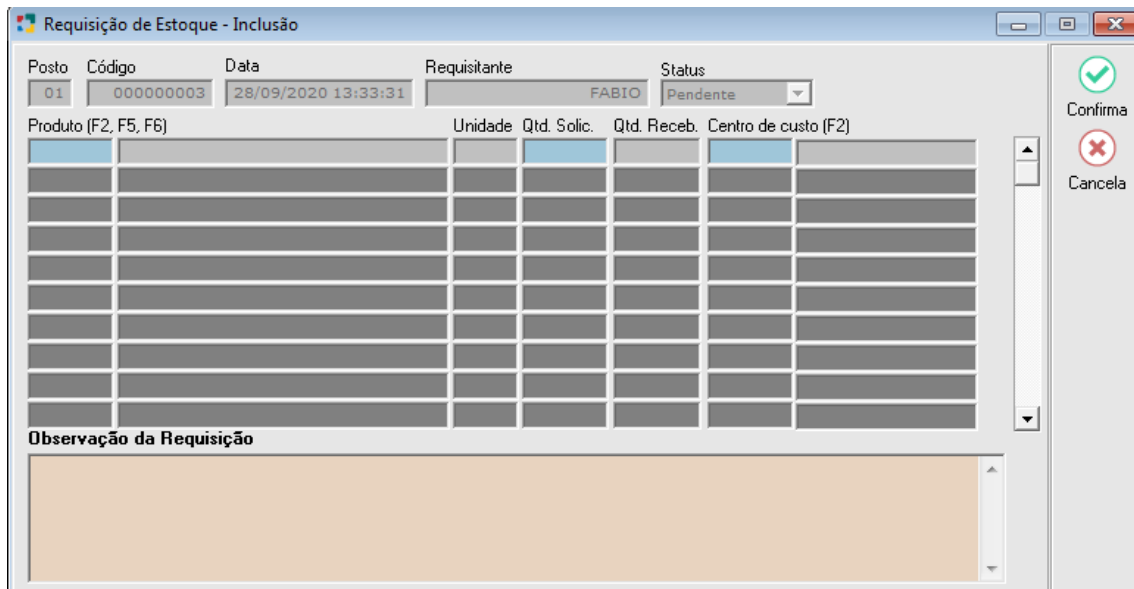 Requisição de Estoque - Inclusão
Posto Código Data Requisitante Status
01 000000003 28/09/2020 13:33:31 FABIO Pendente
Confirma
Produto (F2, F5, F6) Unidade Qtd. Solic. Qtd. Receb. Centro de custo (F2)
Cancela
Observação da Requisição